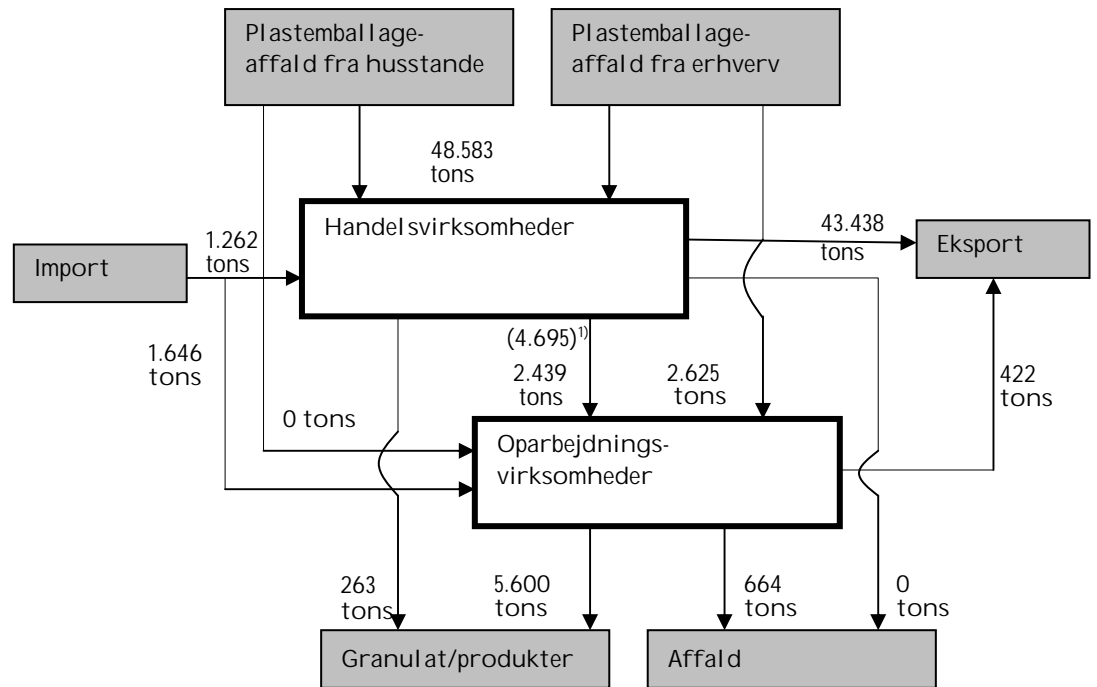 Plastemballage-
affald fra husstande
Plastemballage-
affald fra erhverv
48.583
tons
Handelsvirksomheder
43.438
tons
Eksport
1.262
tons
Import
(4.695)1)
1.646
tons
2.439
tons
2.625
tons
422
tons
0 tons
Oparbejdnings-
virksomheder
263
tons
5.600
tons
664
tons
0
tons
Granulat/produkter
Affald